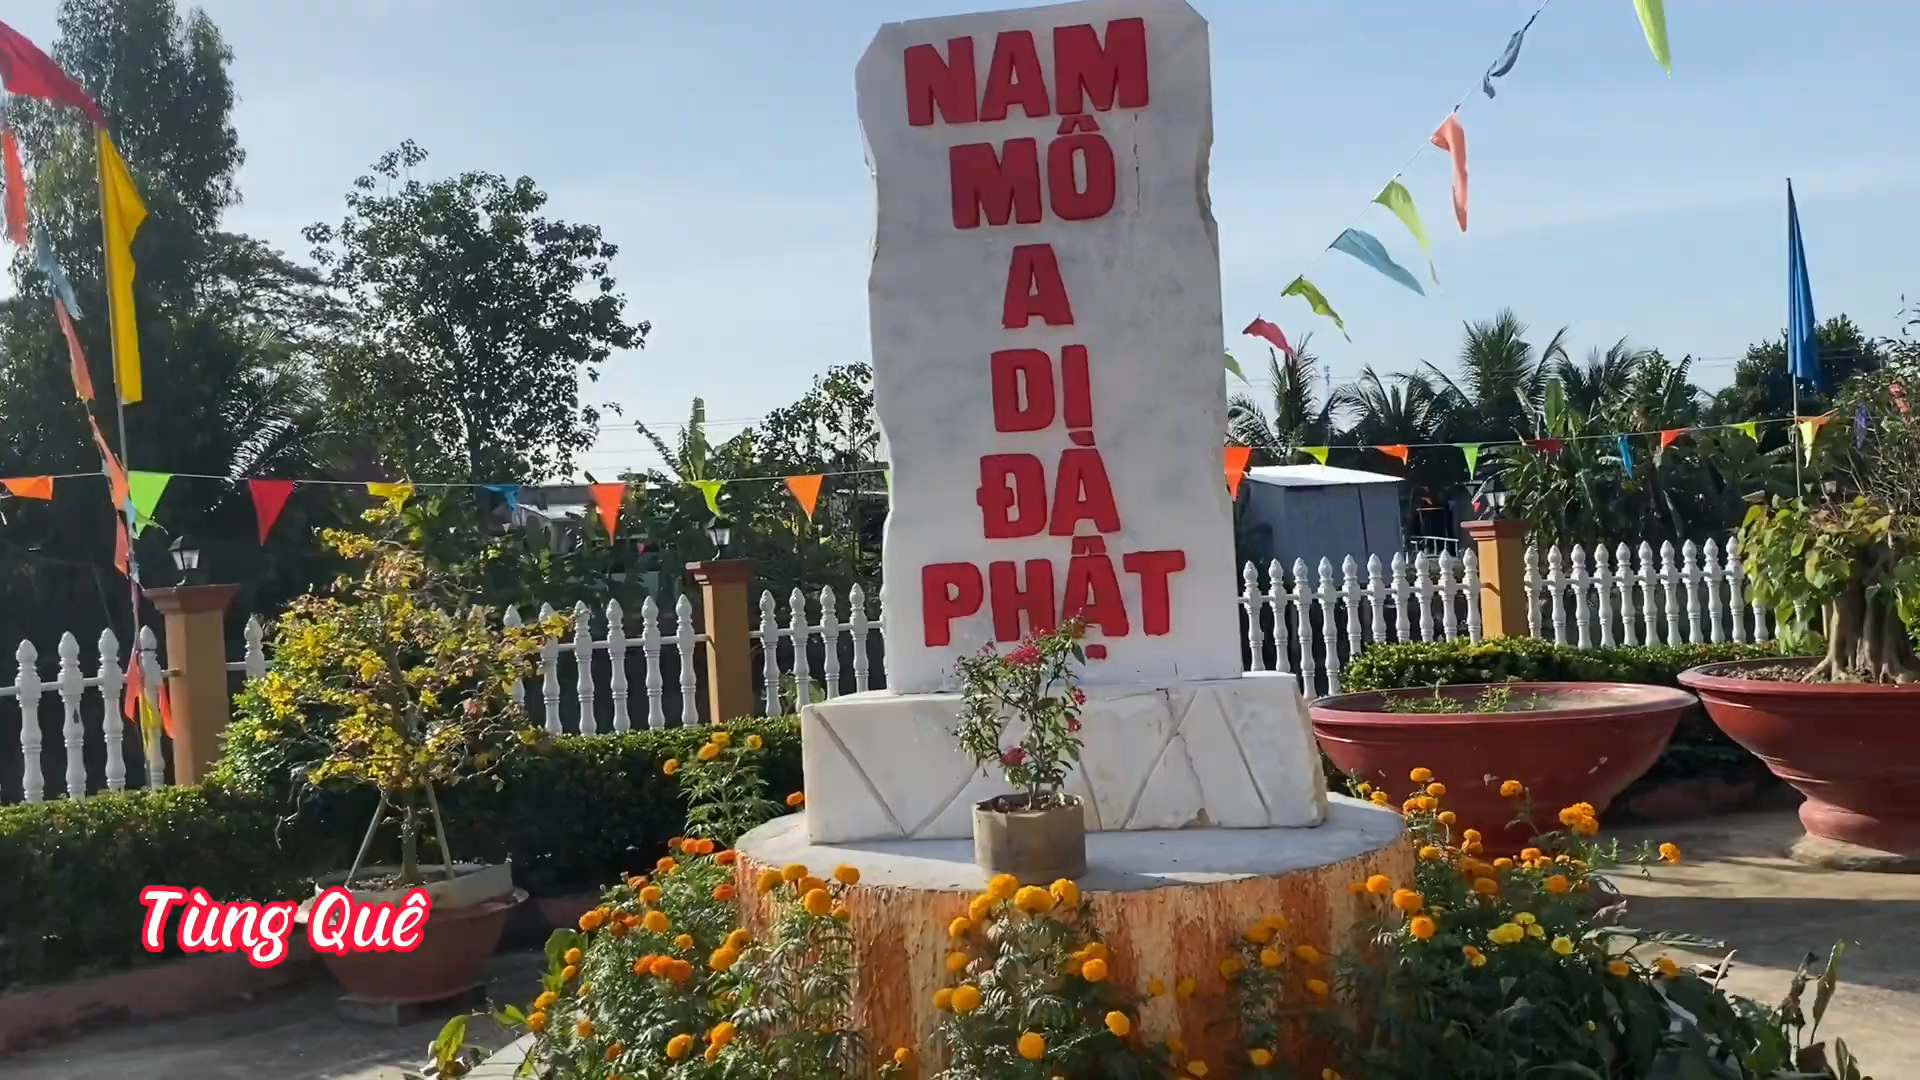 NAM
MÔ
A
DI
ĐÀ
PHẬT
Tùng Quê